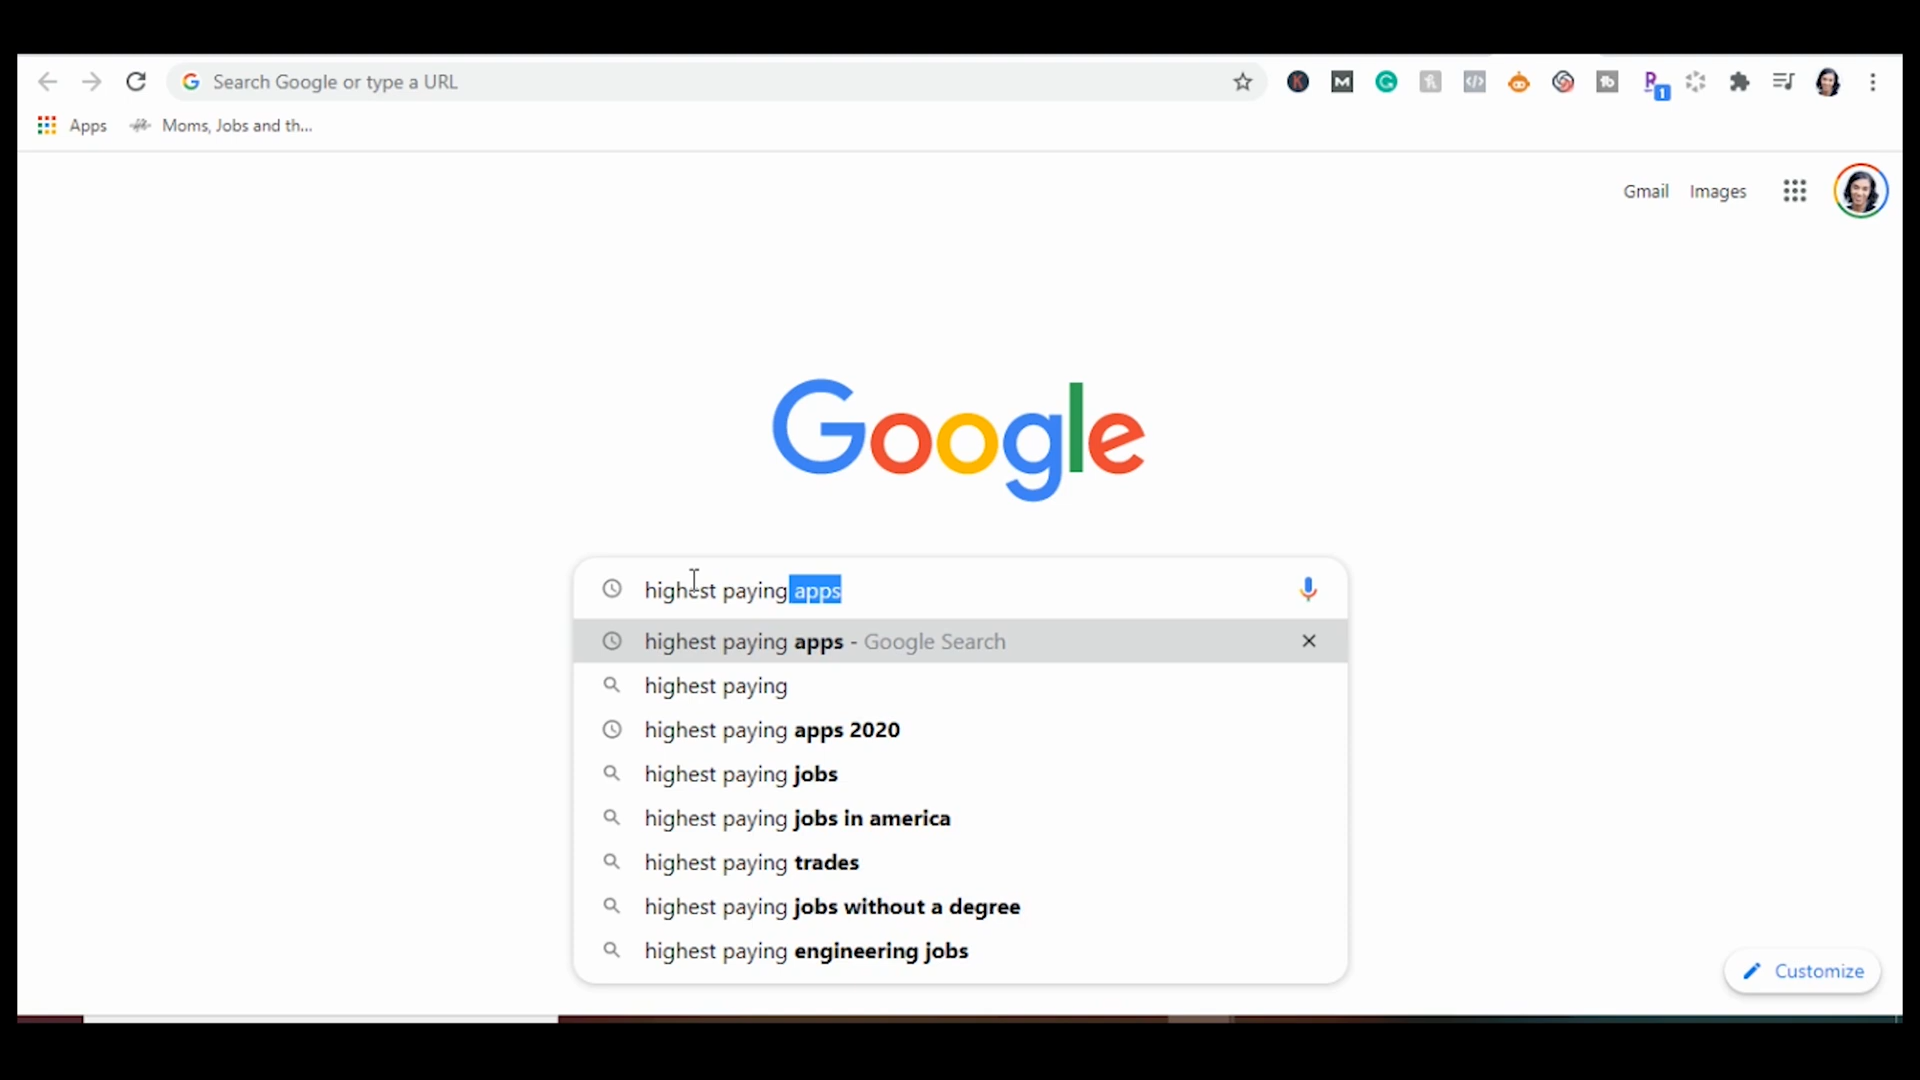 Search Google or type a URL
Apps
Moms, Jobs and th...
Gmail Images
Google
highest paying apps
highest paying apps - Google Search
highest paying
highest paying apps 2020
highest paying jobs
highest paying jobs in america
highest paying trades
highest paying jobs without a degree
highest paying engineering jobs
Customize